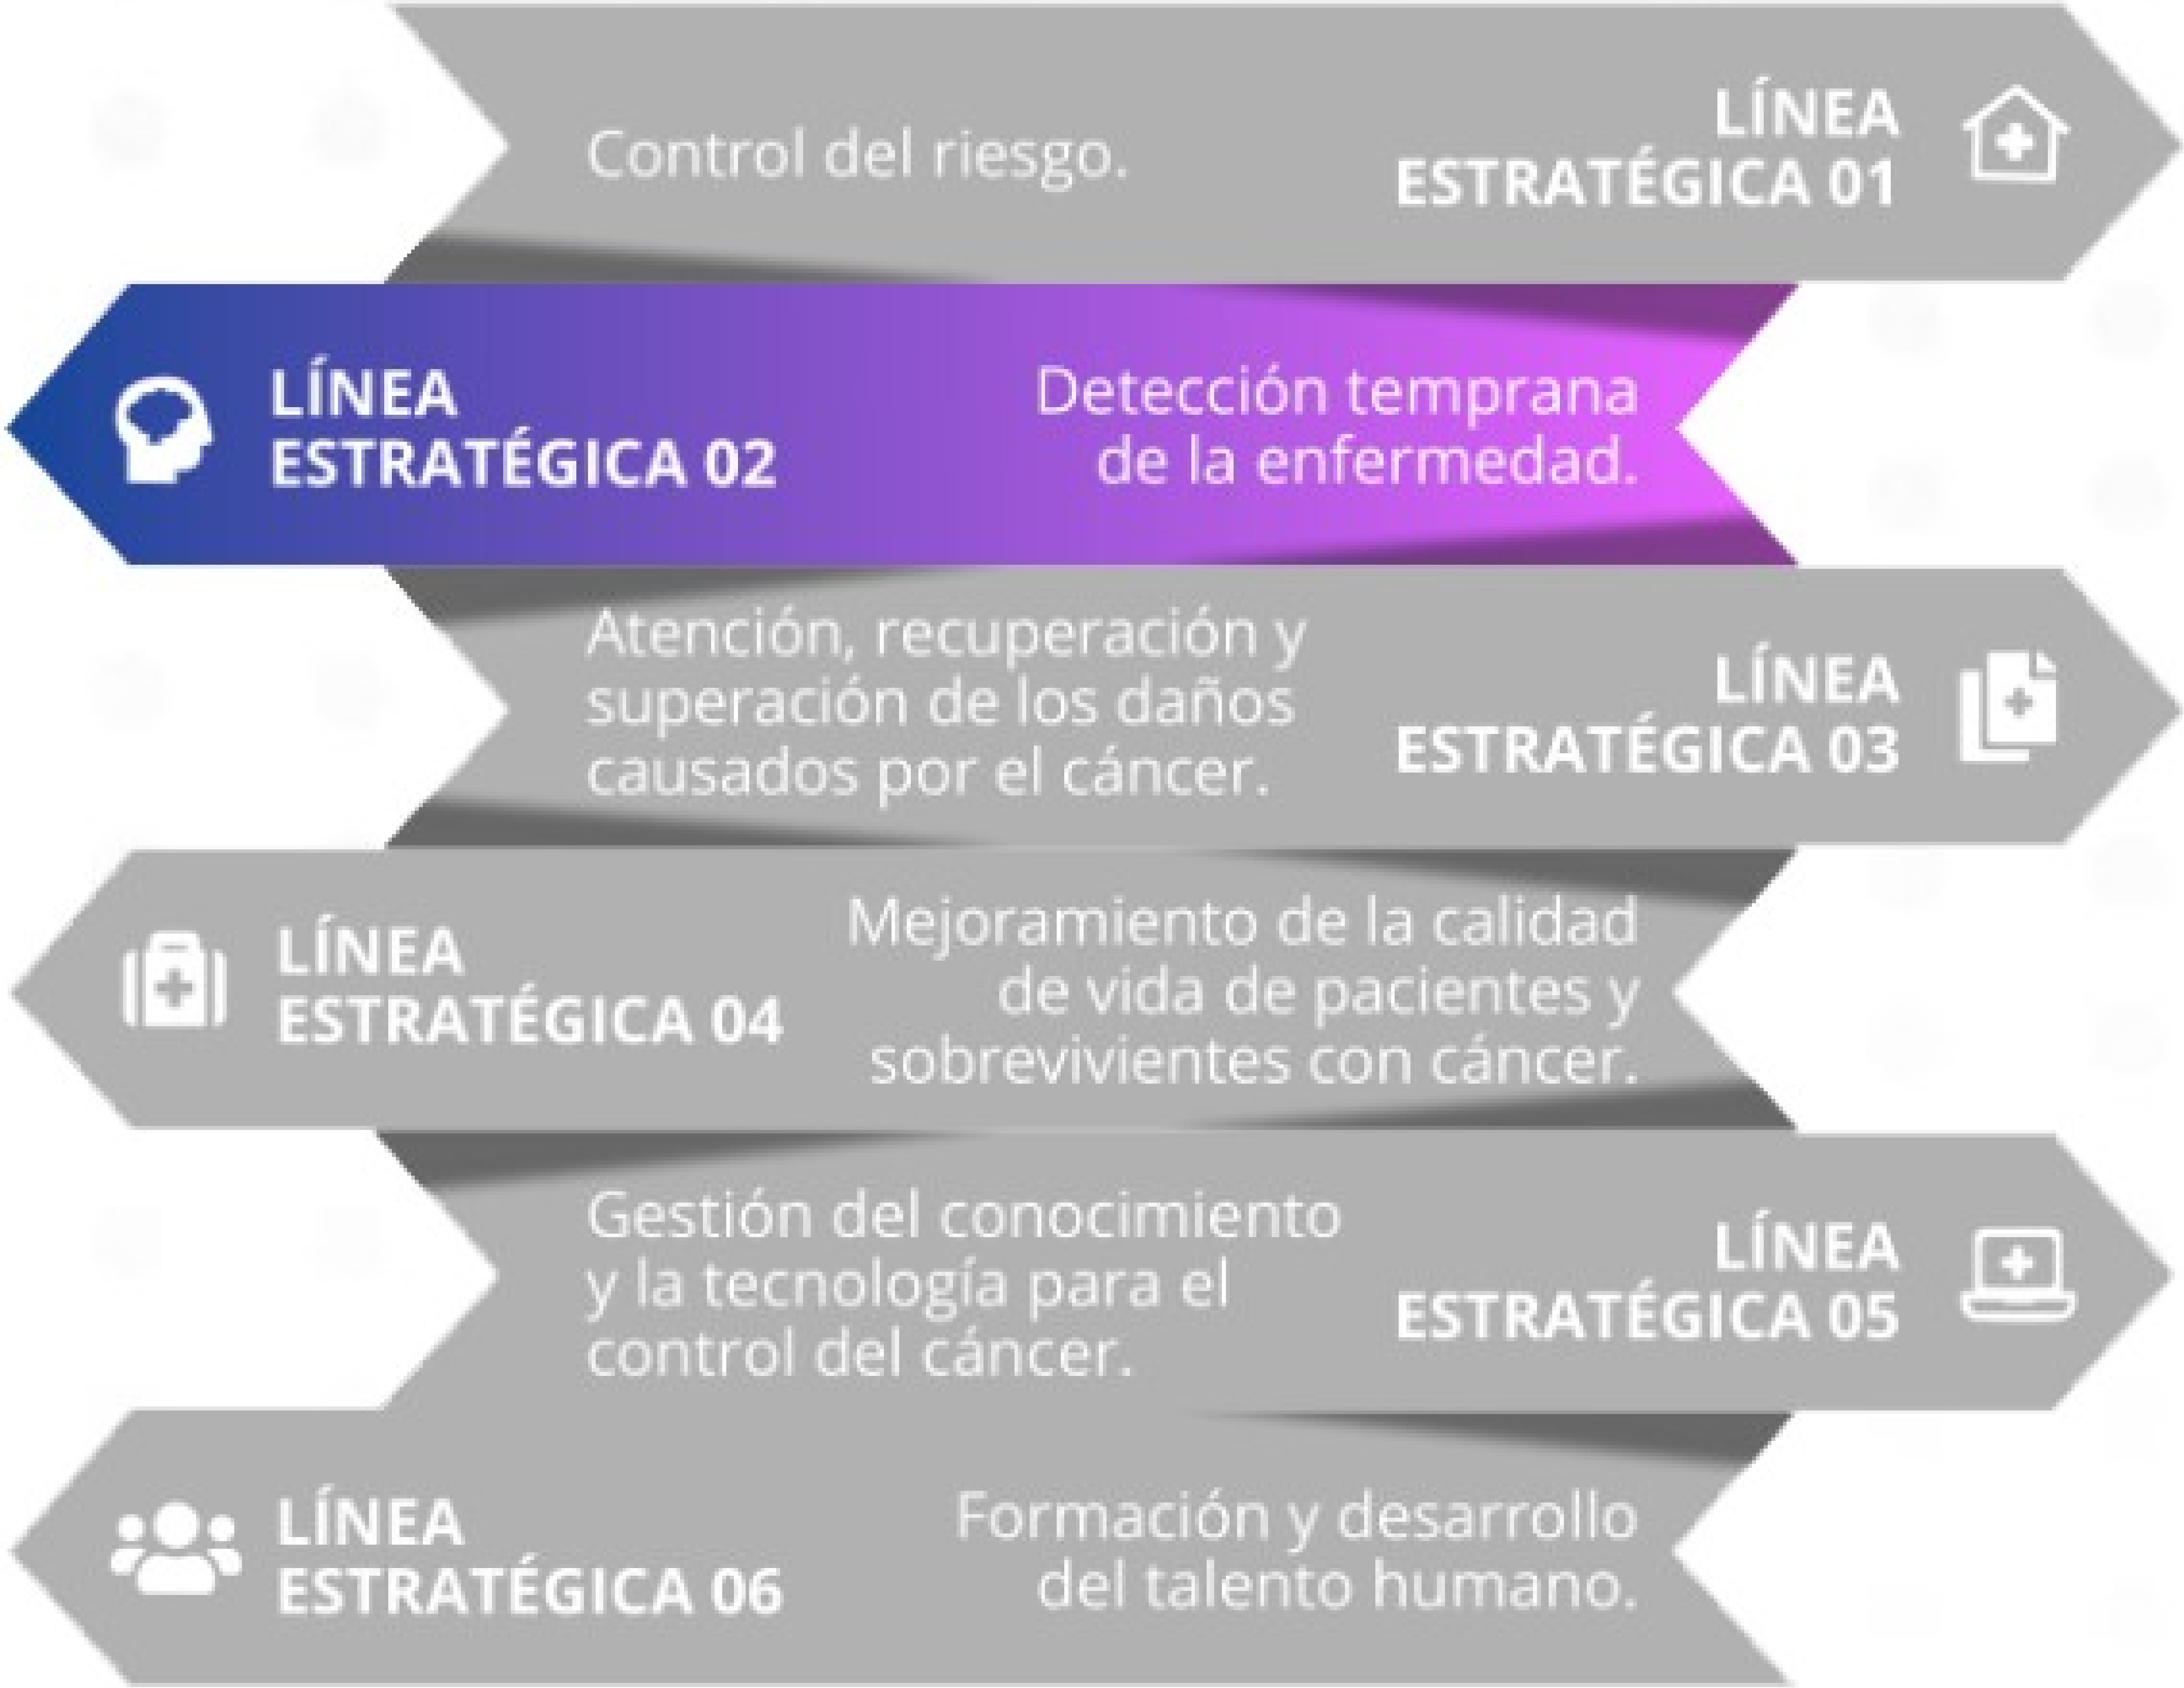 Control del riesgo.
LÍNEA
ESTRATÉGICA 01
LÍNEA
ESTRATÉGICA 02
Detección temprana
de la enfermedad.
Atención, recuperación y
superación de los daños
causados por el cáncer.
LÍNEA
ESTRATÉGICA 03
LÍNEA
ESTRATÉGICA 04
Mejoramiento de la calidad
de vida de pacientes y
sobrevivientes con cáncer.
Gestión del conocimiento
y la tecnología para el
control del cáncer.
LÍNEA
ESTRATÉGICA 05
LÍNEA
ESTRATÉGICA 06
Formación y desarrollo
del talento humano.